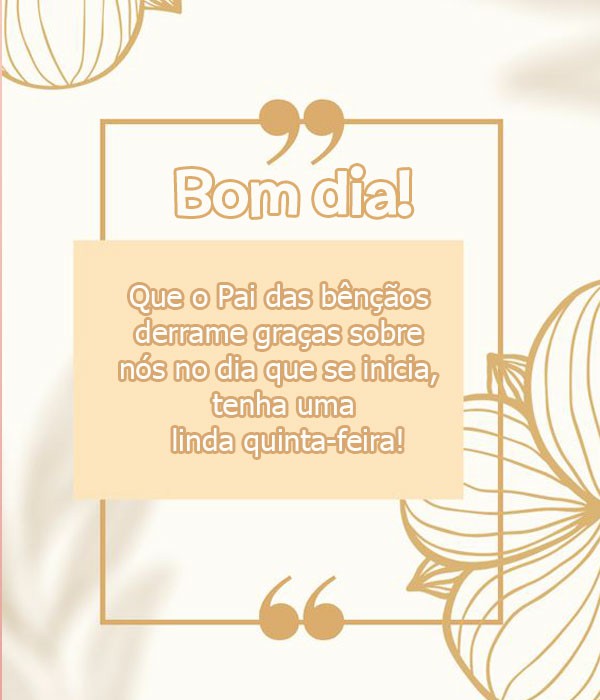 Bom dia!
Que o Pai das bênçãos
derrame graças sobre
nós no dia que se inicia,
tenha uma
linda quinta-feira!